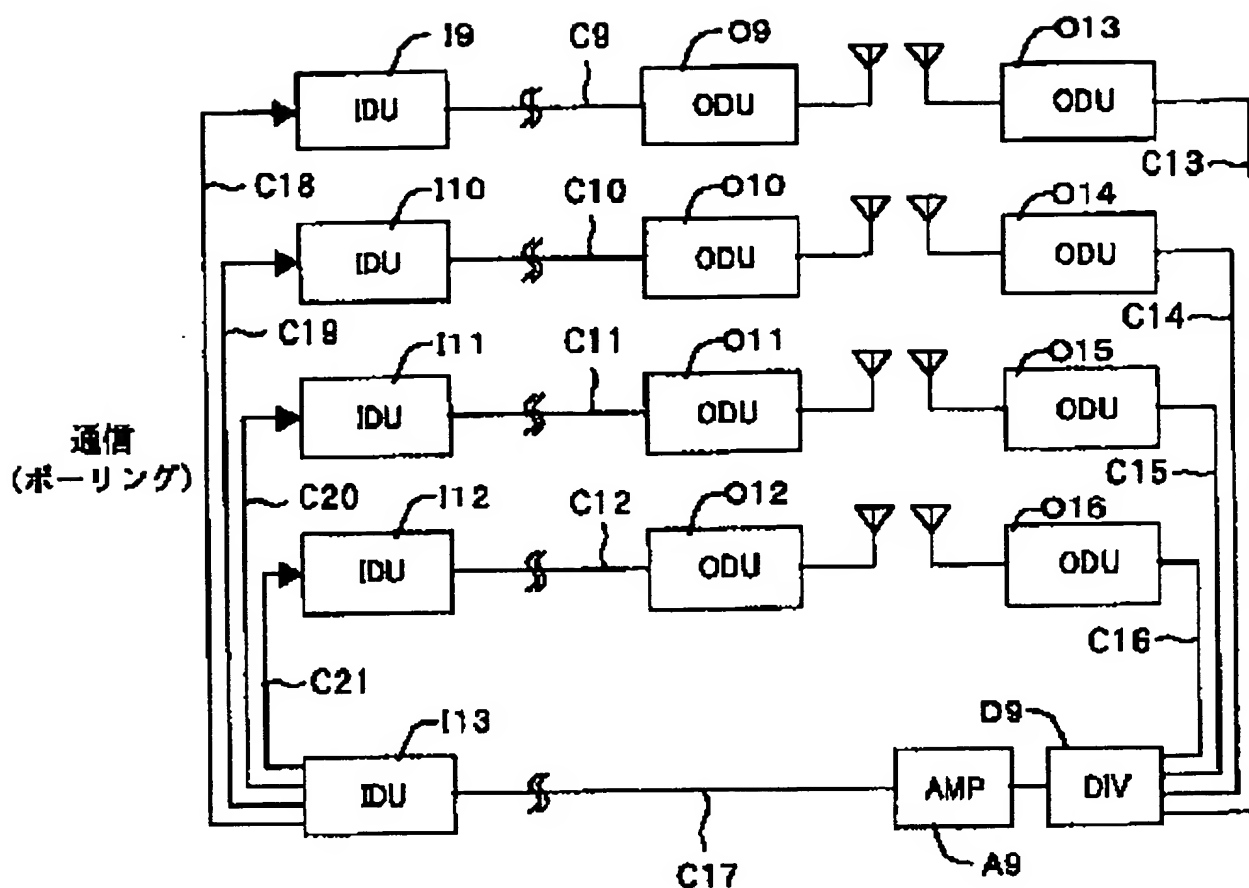 I9 C9 O9 O13
IDU ODU ODU
C13
C18 I10 C10 O10 O14
IDU ODU ODU
C19 C14
I11 C11 O11 O15
IDU ODU ODU
通信
(ポーリング)
C20 C15
I12 C12 O12 O16
IDU ODU ODU
C16
C21
I13 D9
IDU AMP DIV
C17 A9